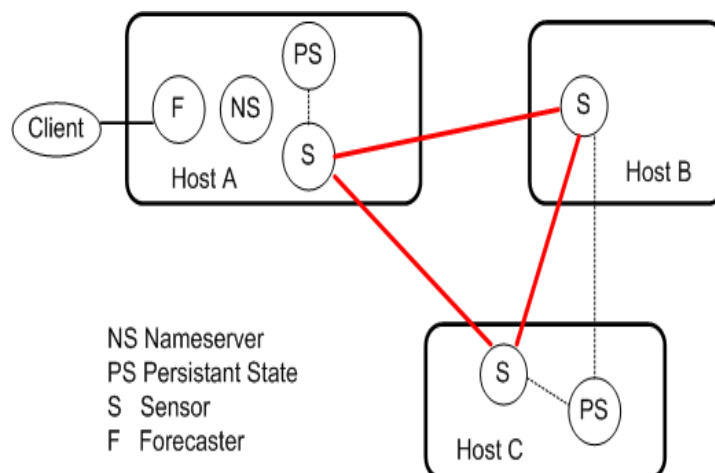 PS
Client
F
NS
S
Host A
S
Host B
NS Nameserver
PS Persistant State
S Sensor
F Forecaster
S
PS
Host C